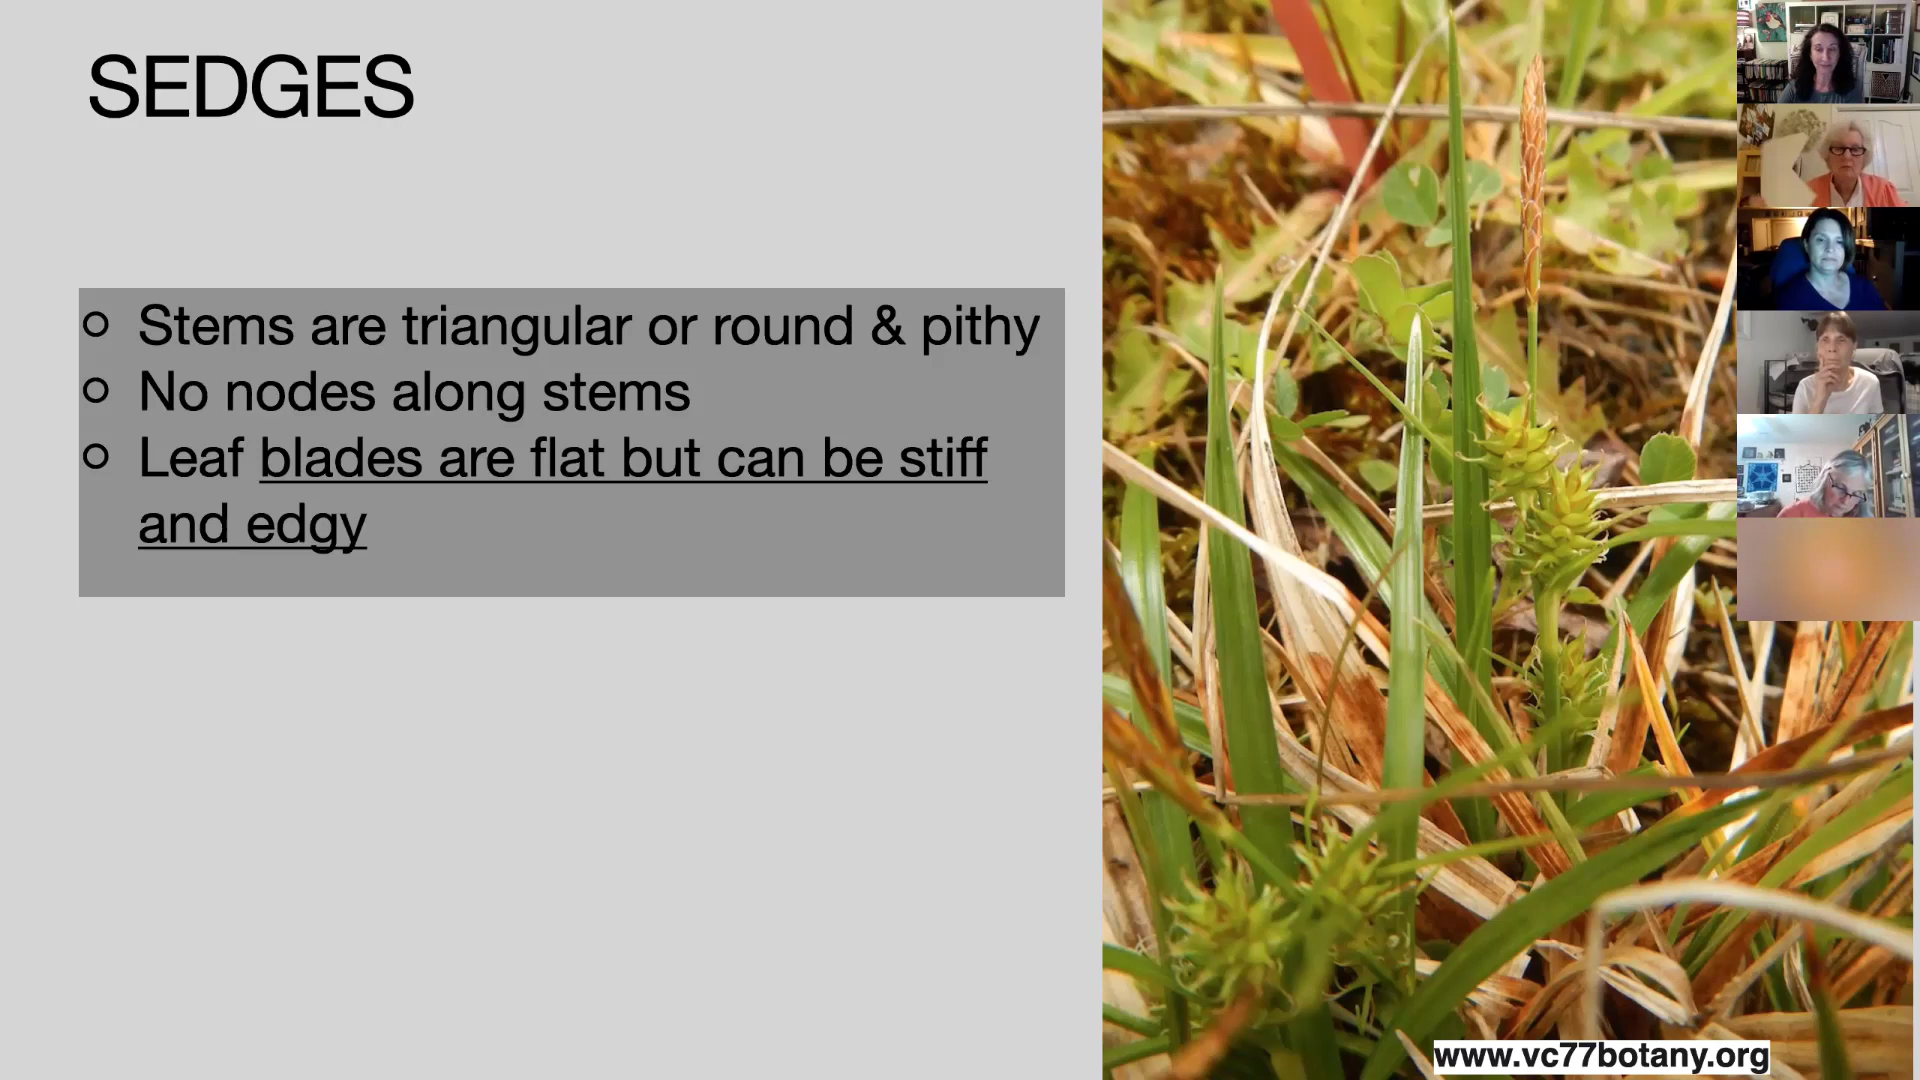 SEDGES
○ Stems are triangular or round & pithy
○ No nodes along stems
○ Leaf blades are flat but can be stiff
and edgy
www.vc77botany.org